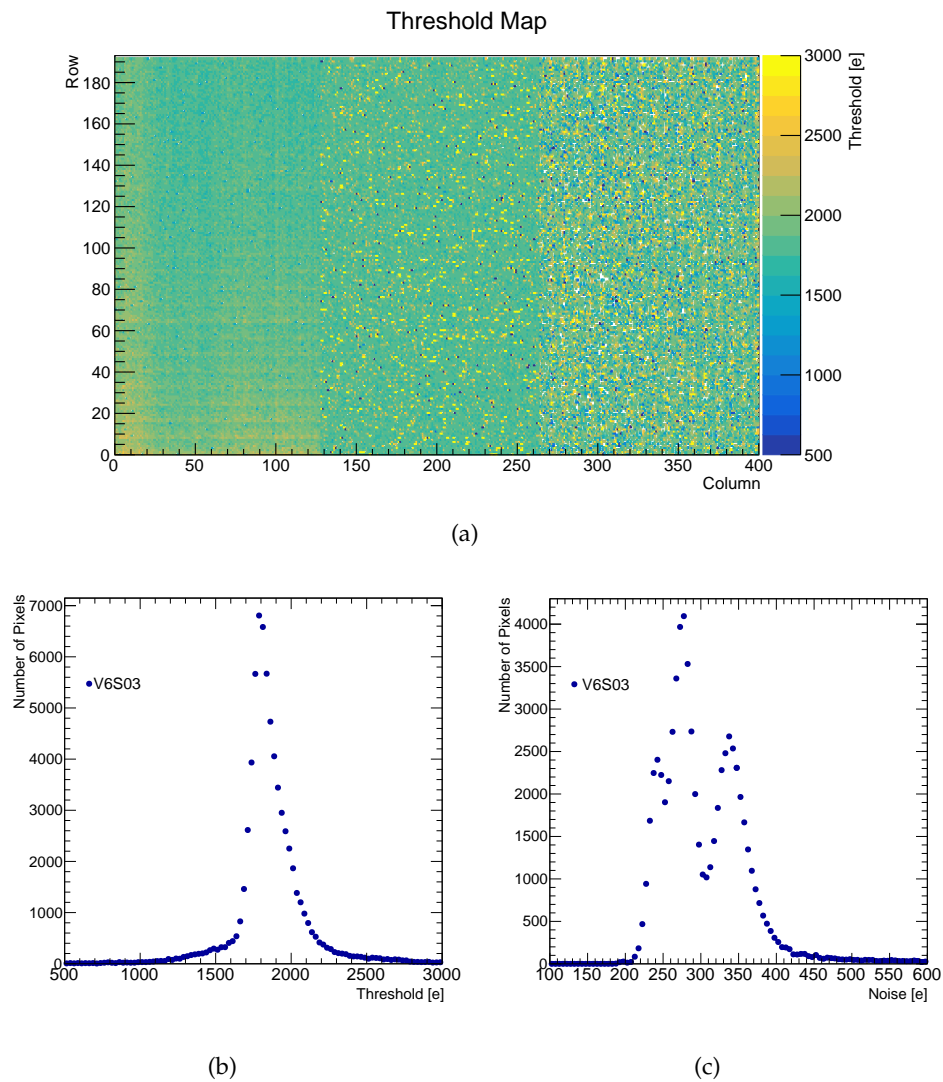 Threshold Map
Row
180
160
140
120
100
80
60
40
20
0
0 50 100 150 200 250 300 350 400
Column
3000
2500
2000
1500
1000
500
Threshold [e]
(a)
Number of Pixels
7000
6000
5000
4000
3000
2000
1000
0
V6S03
500 1000 1500 2000 2500 3000
Threshold [e]
(b)
Number of Pixels
4000
3500
3000
2500
2000
1500
1000
500
0
V6S03
100 150 200 250 300 350 400 450 500 550 600
Noise [e]
(c)